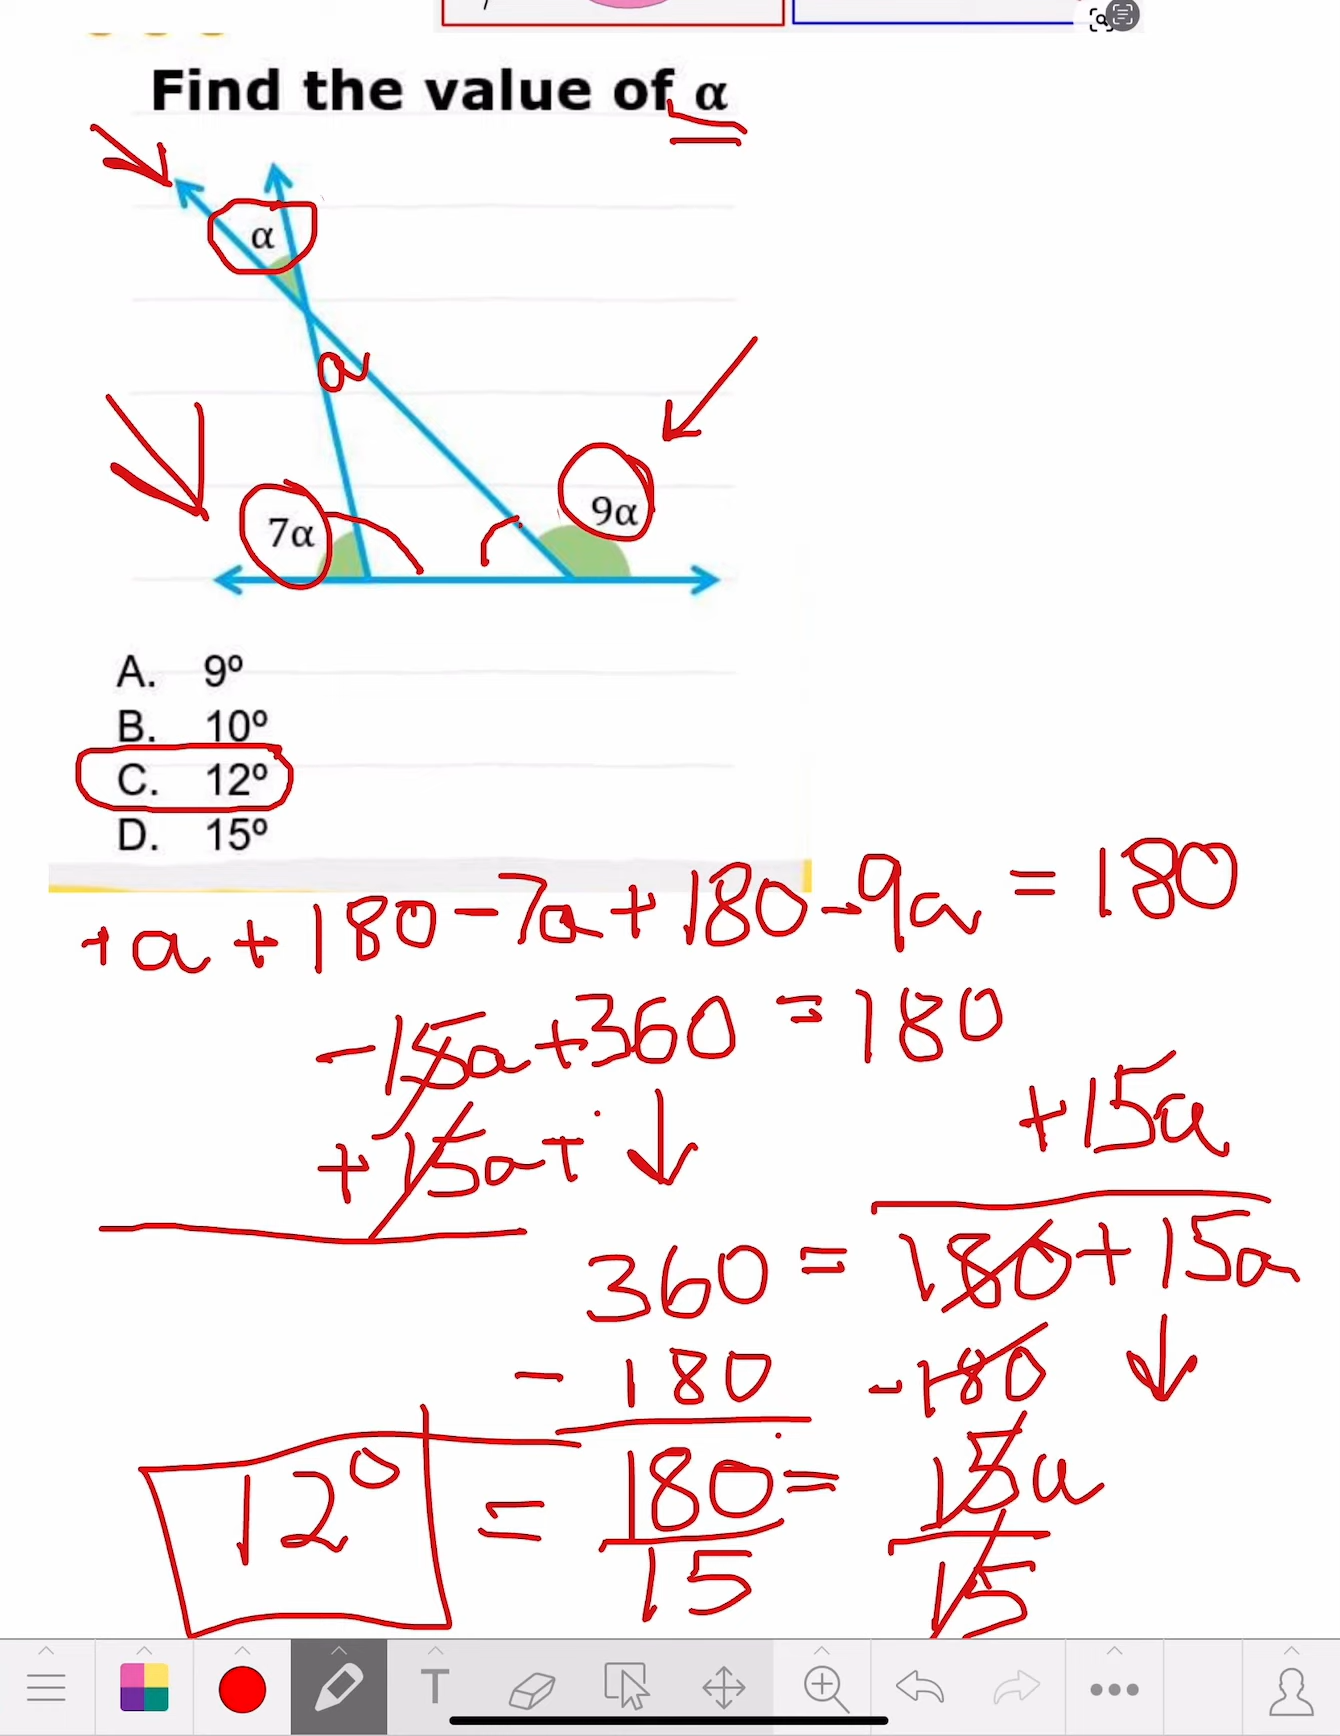 Find the value of α
α
a
9α
7α
A. 9º
B. 10º
C. 12º
D. 15º
+a+180-7a+180-9a=180
-15a+360=180
+15a
+15a+
360=180+15a
-180 -180
12° = 180 = 15a
15 15
T